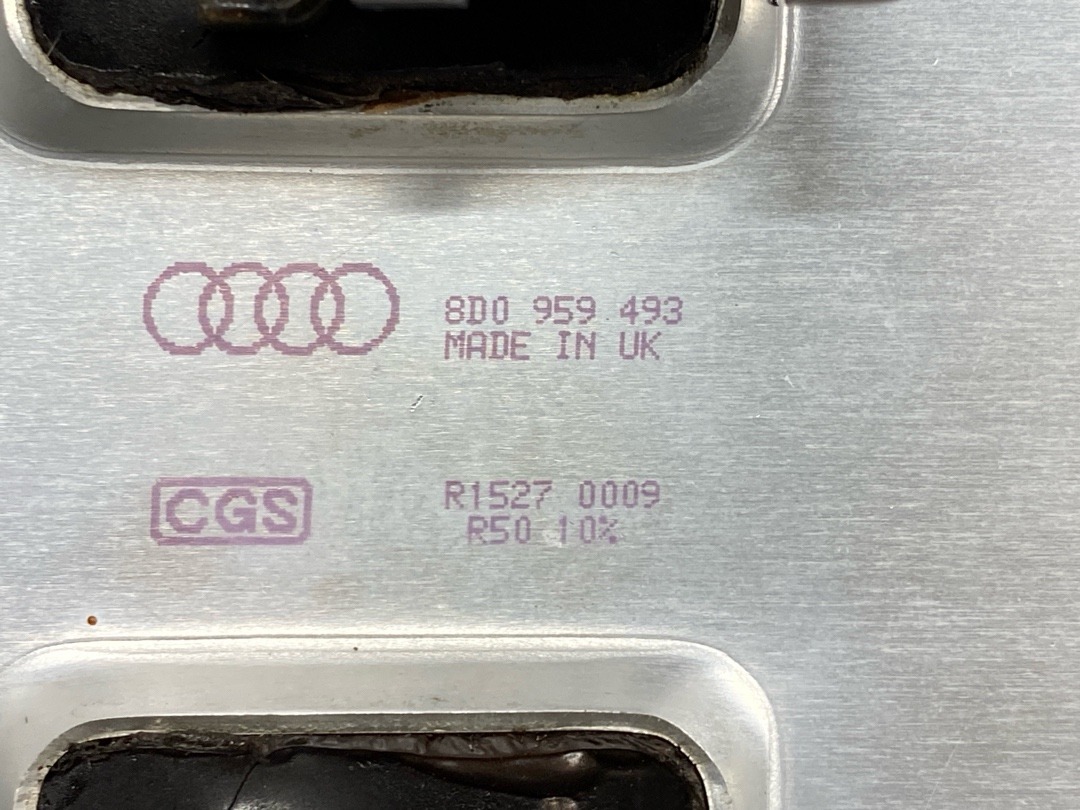 8D0 959 493
MADE IN UK
CGS
R1527 0009
R50 10%